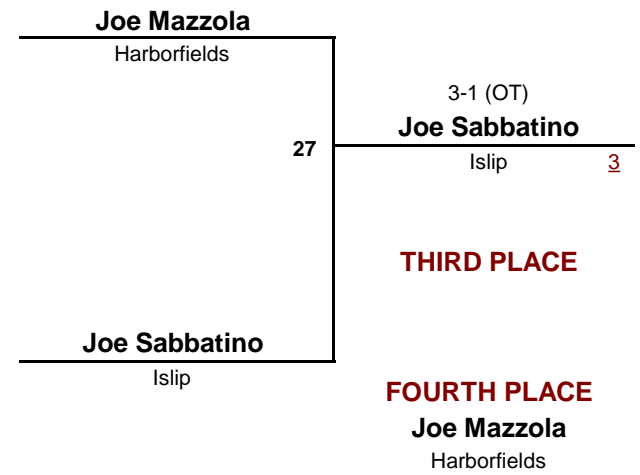 Joe Mazzola
Harborfields
3-1 (OT)
Joe Sabbatino
27
Islip 3
THIRD PLACE
Joe Sabbatino
Islip
FOURTH PLACE
Joe Mazzola
Harborfields